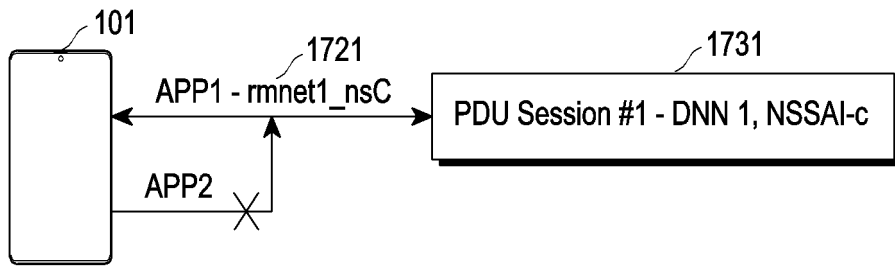 101
1721
1731
APP1 - rmnet1_nsC
PDU Session #1 - DNN 1, NSSAI-c
APP2